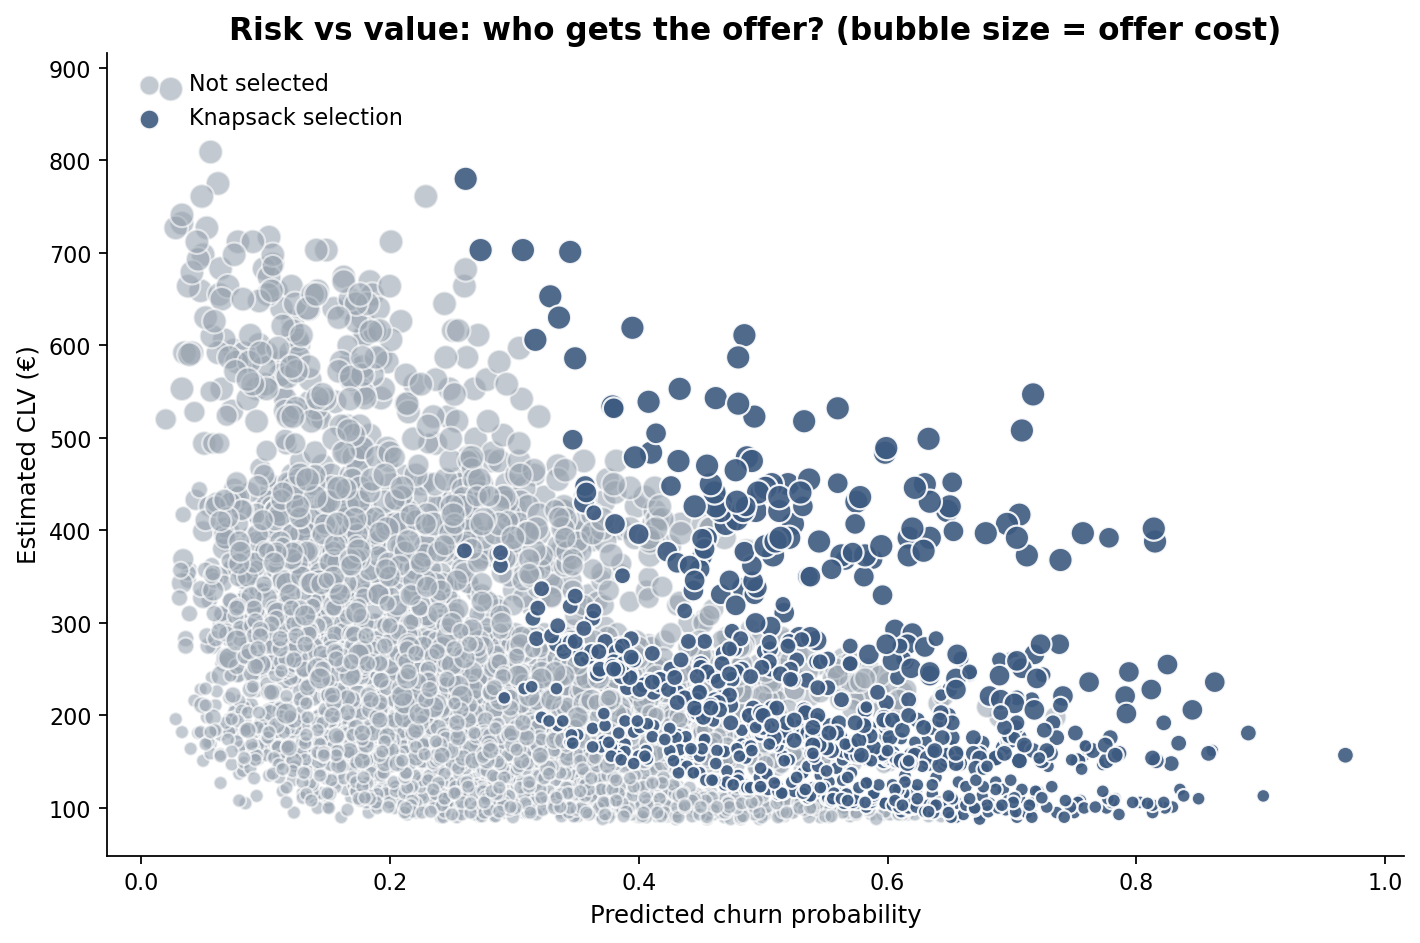 Risk vs value: who gets the offer? (bubble size = offer cost)
Not selected
Knapsack selection
Estimated CLV (€)
900
800
700
600
500
400
300
200
100
0.0 0.2 0.4 0.6 0.8 1.0
Predicted churn probability